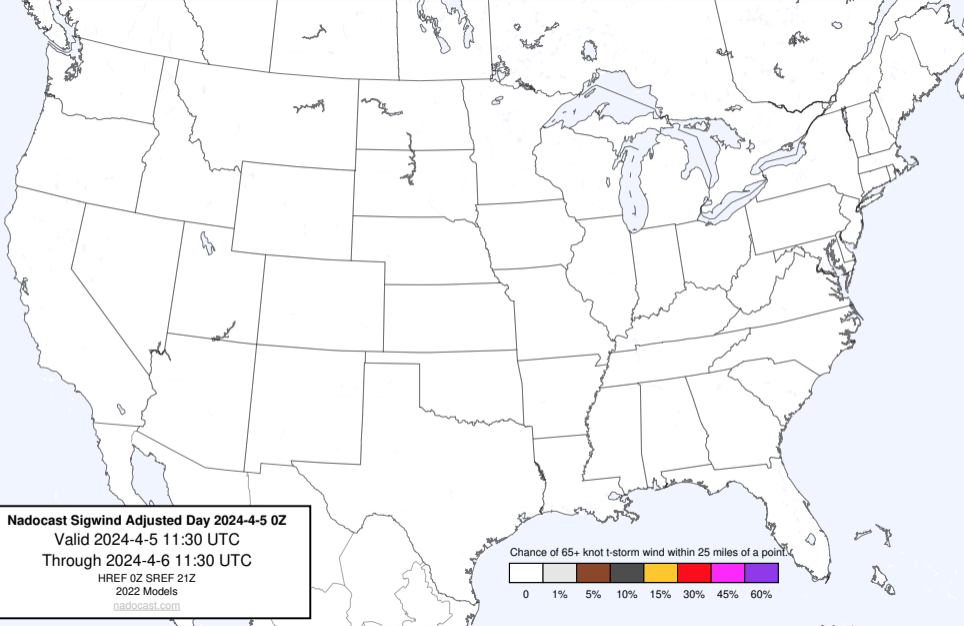 Nadocast Sigwind Adjusted Day 2024-4-5 0Z
Valid 2024-4-5 11:30 UTC
Through 2024-4-6 11:30 UTC
HREF 0Z SREF 21Z
2022 Models
nadocast.com
Chance of 65+ knot t-storm wind within 25 miles of a point.
0 1% 5% 10% 15% 30% 45% 60%